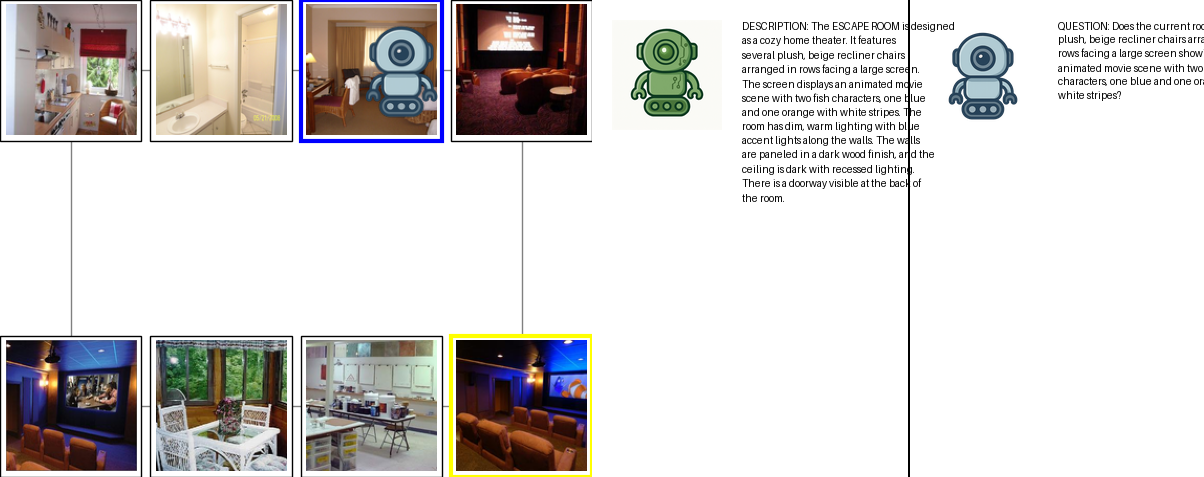 DESCRIPTION: The ESCAPE ROOM is designed
as a cozy home theater. It features
several plush, beige recliner chairs
arranged in rows facing a large screen.
The screen displays an animated movie
scene with two fish characters, one blue
and one orange with white stripes. The
room has dim, warm lighting with blue
accent lights along the walls. The walls
are paneled in a dark wood finish, and the
ceiling is dark with recessed lighting.
There is a doorway visible at the back of
the room.
QUESTION: Does the current roo
plush, beige recliner chairs arra
rows facing a large screen show
animated movie scene with two
characters, one blue and one ora
white stripes?